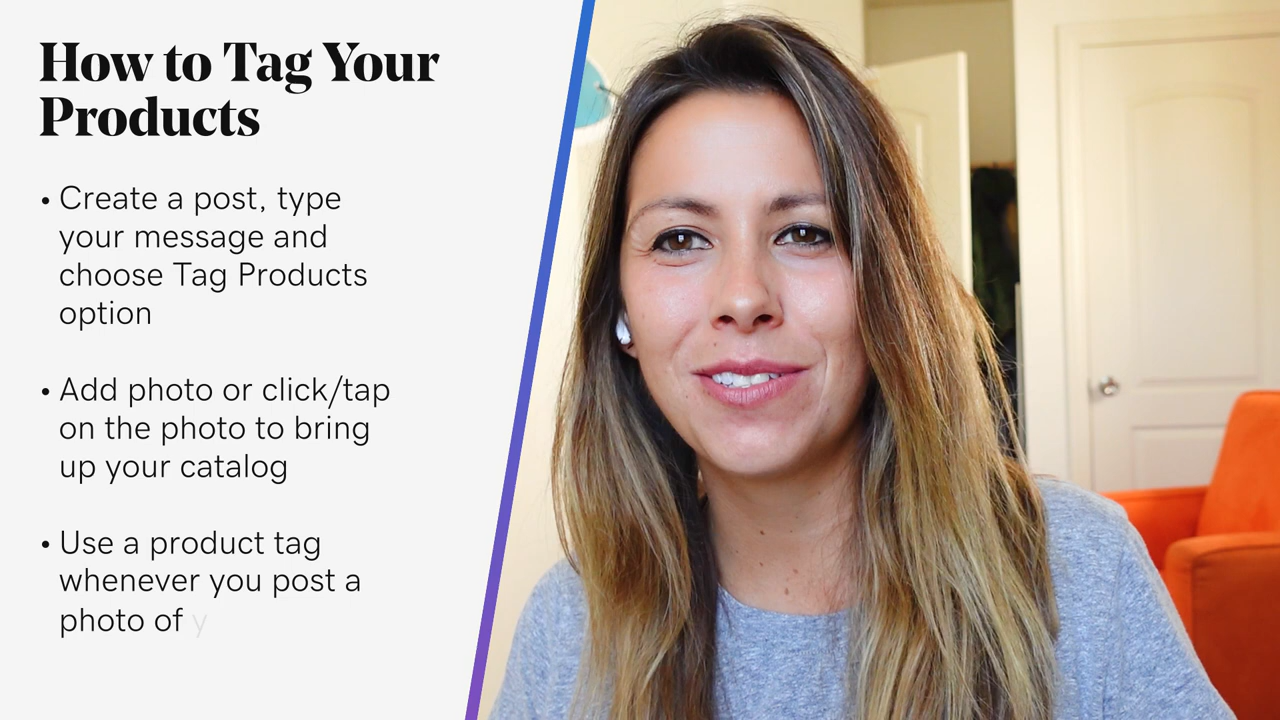 How to Tag Your
Products
• Create a post, type
your message and
choose Tag Products
option
• Add photo or click/tap
on the photo to bring
up your catalog
• Use a product tag
whenever you post a
photo of y